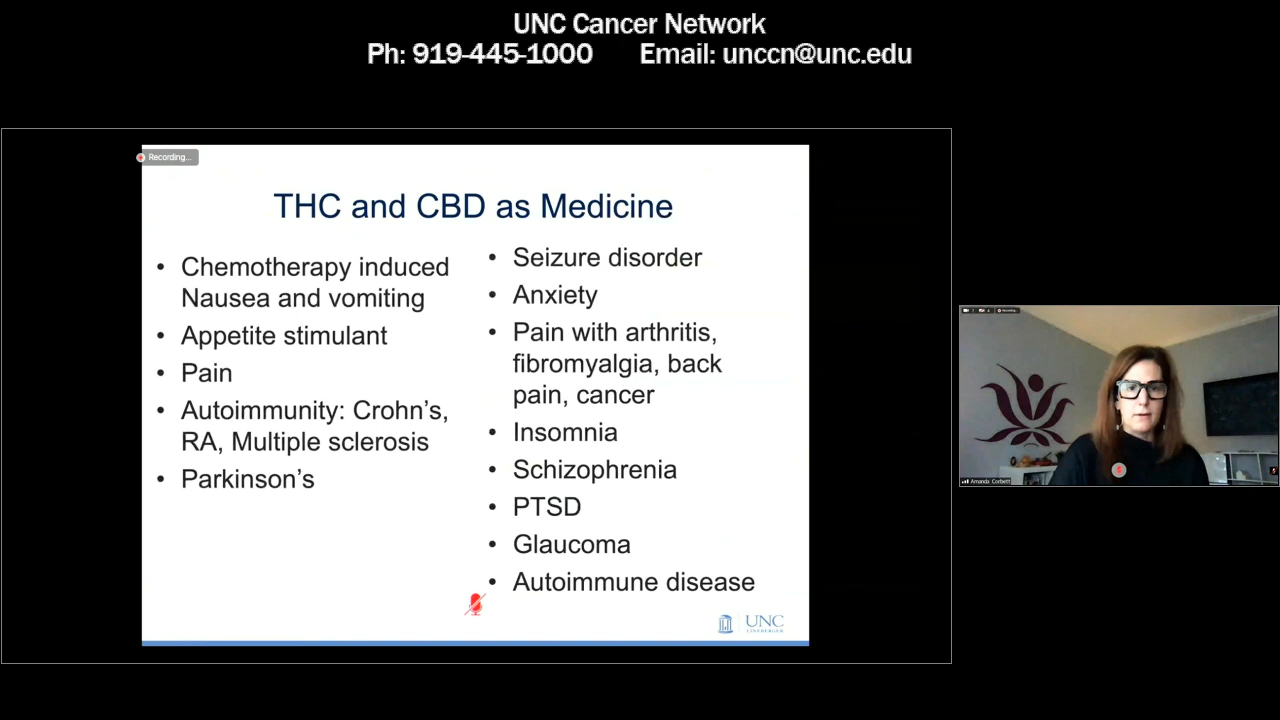 UNC Cancer Network
Ph: 919-445-1000 Email: unccn@unc.edu
Recording...
THC and CBD as Medicine
• Chemotherapy induced
Nausea and vomiting
• Appetite stimulant
• Pain
• Autoimmunity: Crohn's,
RA, Multiple sclerosis
• Parkinson's
• Seizure disorder
• Anxiety
• Pain with arthritis,
fibromyalgia, back
pain, cancer
• Insomnia
• Schizophrenia
• PTSD
• Glaucoma
• Autoimmune disease
UNC
LINEBERGER
Recording...
Amanda Corbett